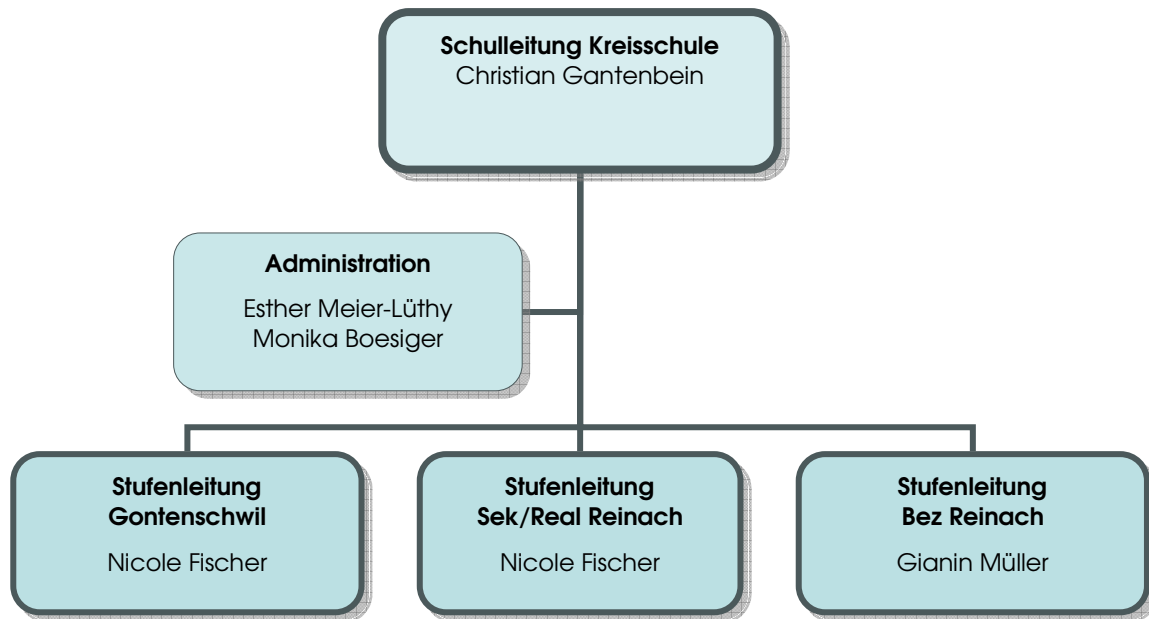 Schulleitung Kreisschule
Christian Gantenbein
Administration
Esther Meier-Lüthy
Monika Boesiger
Stufenleitung
Gontenschwil
Nicole Fischer
Stufenleitung
Sek/Real Reinach
Nicole Fischer
Stufenleitung
Bez Reinach
Gianin Müller